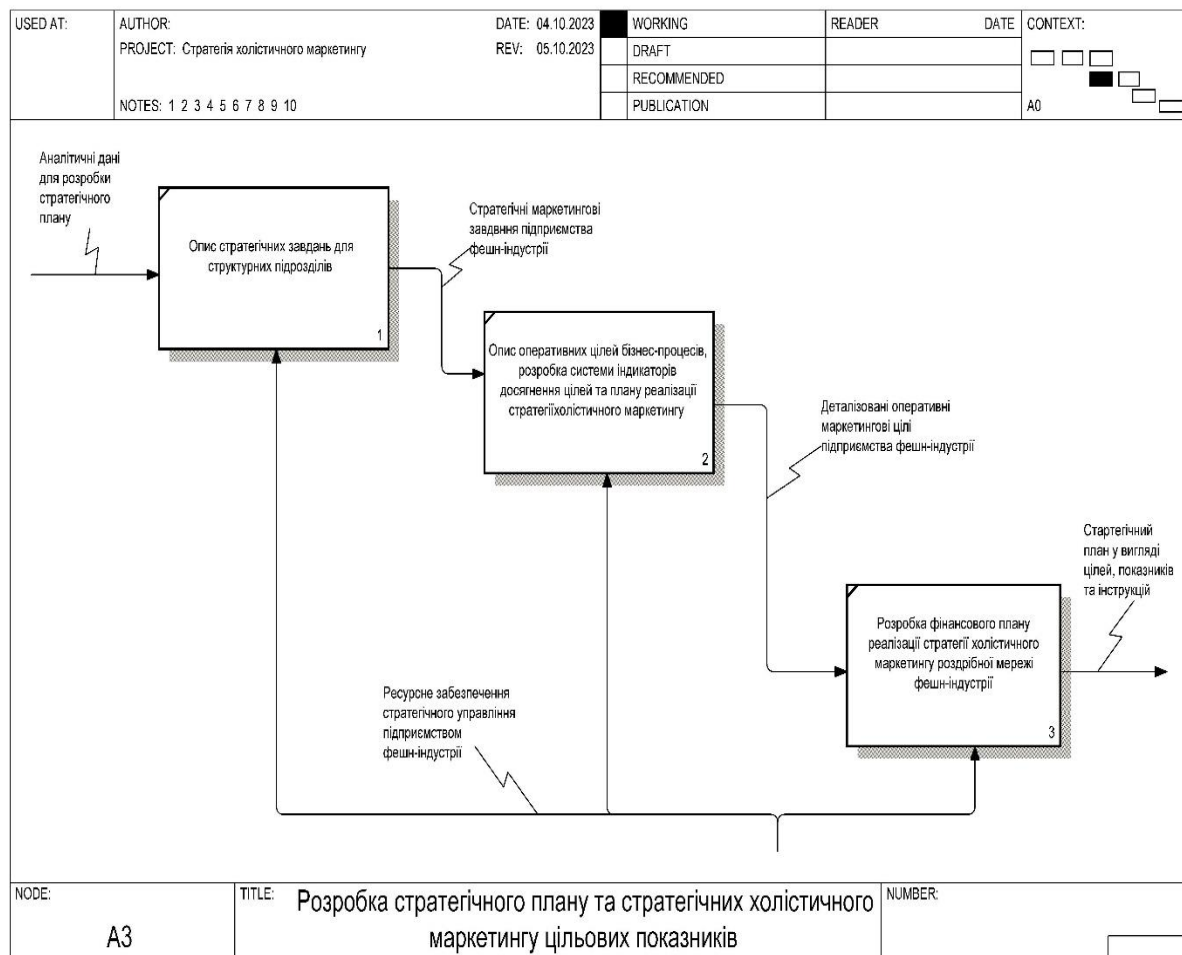 USED AT:
AUTHOR:
DATE: 04.10.2023
PROJECT: Стратегія холістичного маркетингу
REV: 05.10.2023
NOTES: 1 2 3 4 5 6 7 8 9 10
WORKING
DRAFT
RECOMMENDED
PUBLICATION
READER
DATE
CONTEXT:
A0
Аналітичні дані
для розробки
стратегічного
плану
Опис стратегічних завдань для
структурних підрозділів
1
Стратегічні маркетингові
завдвння підприємства
фешн-індустрії
Опис оперативних цілей бізнес-процесів,
розробка системи індикаторів
досягнення цілей та плану реалізації
стратегіїхолістичного маркетингу
2
Деталізовані оперативні
маркетингові цілі
підприємства фешн-індустрії
Стартегічний
план у вигляді
цілей, показників
та інструкцій
Розробка фінансового плану
реалізації стратегії холістичного
маркетингу роздрібної мережі
фешн-індустрії
3
Ресурсне забезпечення
стратегічного управління
підприємством
фешн-індустрії
NODE:
A3
TITLE:
Розробка стратегічного плану та стратегічних холістичного
маркетингу цільових показників
NUMBER: